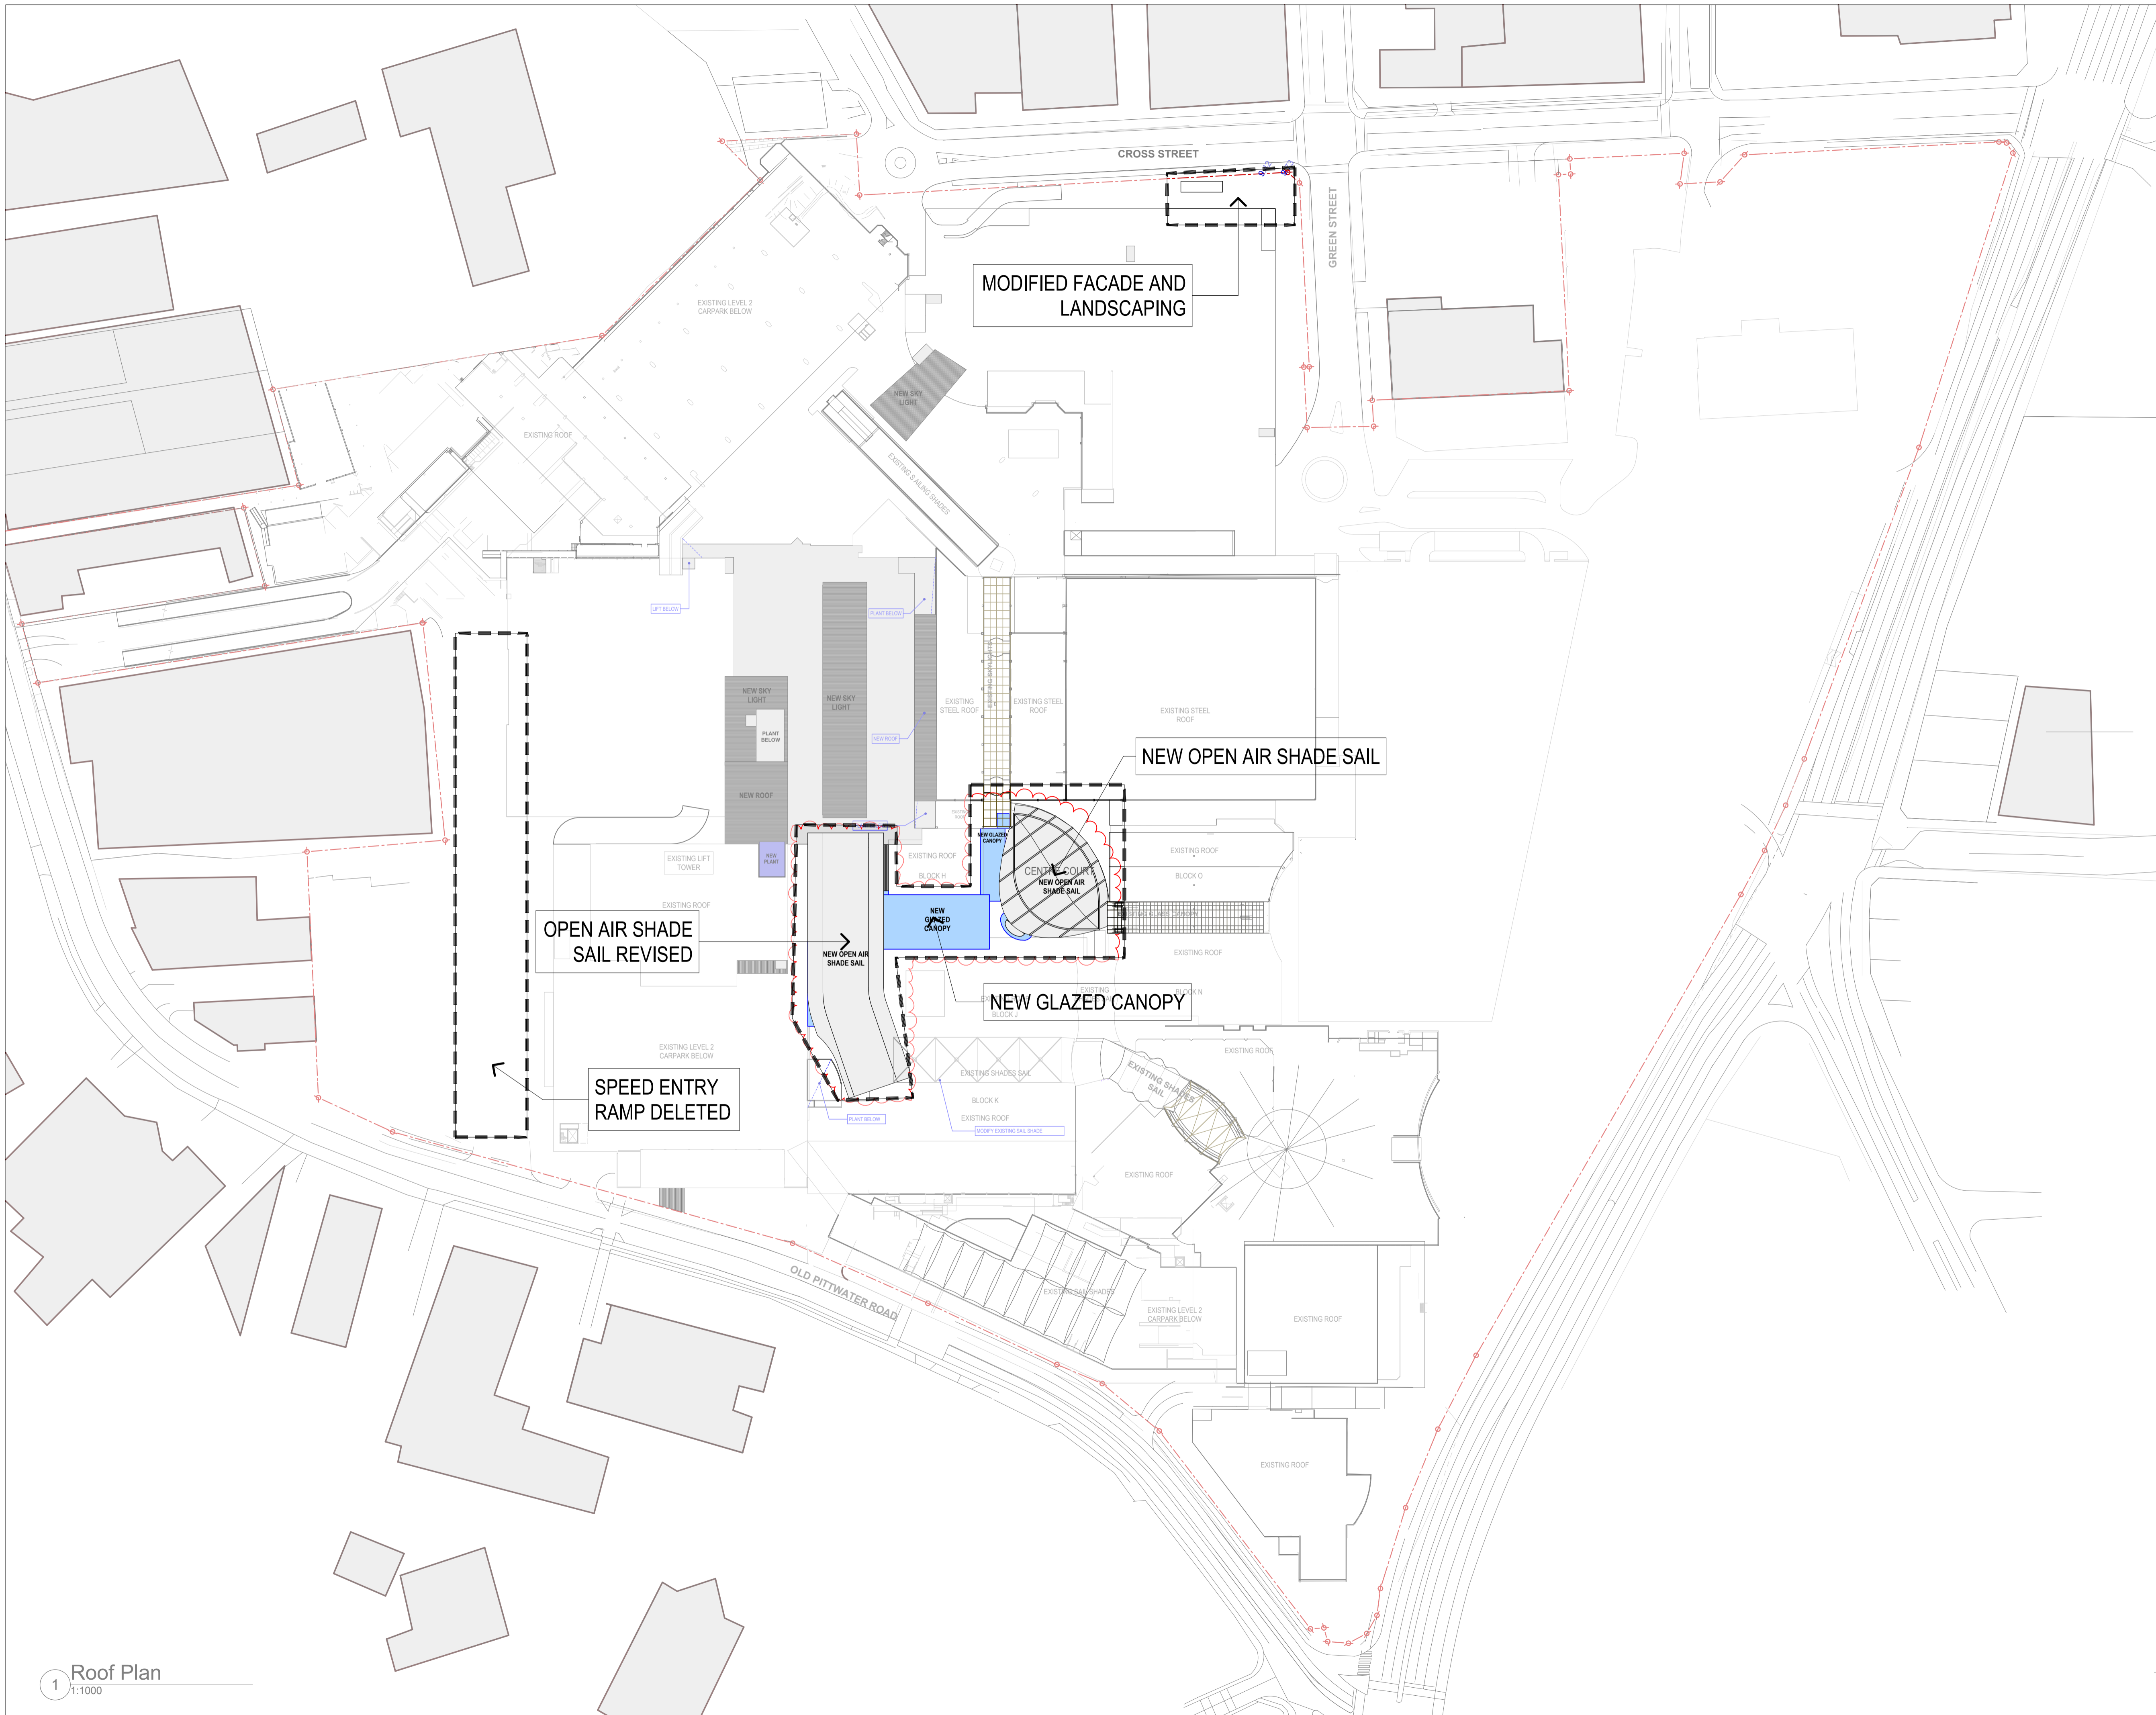 CROSS STREET
GREEN STREET
MODIFIED FACADE AND
LANDSCAPING
EXISTING LEVEL 2
CARPARK BELOW
NEW SKY
LIGHT
EXISTING ROOF
EXISTING S AILING SHADES
LIFT BELOW
PLANT BELOW
NEW SKY
LIGHT
NEW SKY
LIGHT
PLANT
BELOW
EXISTING
STEEL ROOF
EXISTING STEEL
ROOF
EXISTING STEEL
ROOF
NEW ROOF
NEW OPEN AIR SHADE SAIL
NEW ROOF
NEW GLAZED
CANOPY
EXISTING ROOF
BLOCK H
CENTRE COURT
NEW OPEN AIR
SHADE SAIL
EXISTING ROOF
BLOCK O
EXISTING LIFT
TOWER
NEW
PLANT
EXISTING ROOF
NEW
GLAZED
CANOPY
OPEN AIR SHADE
SAIL REVISED
NEW OPEN AIR
SHADE SAIL
EXISTING ROOF
BLOCK N
EXISTING
NEW GLAZED CANOPY
BLOCK J
EXISTING LEVEL 2
CARPARK BELOW
EXISTING ROOF
EXISTING SHADES SAIL
EXISTING SHADES
SAIL
SPEED ENTRY
RAMP DELETED
BLOCK K
EXISTING ROOF
PLANT BELOW
MODIFY EXISTING SAIL SHADE
EXISTING ROOF
OLD PITTWATER ROAD
EXISTING SAIL SHADES
EXISTING LEVEL 2
CARPARK BELOW
EXISTING ROOF
EXISTING ROOF
1
Roof Plan
1:1000